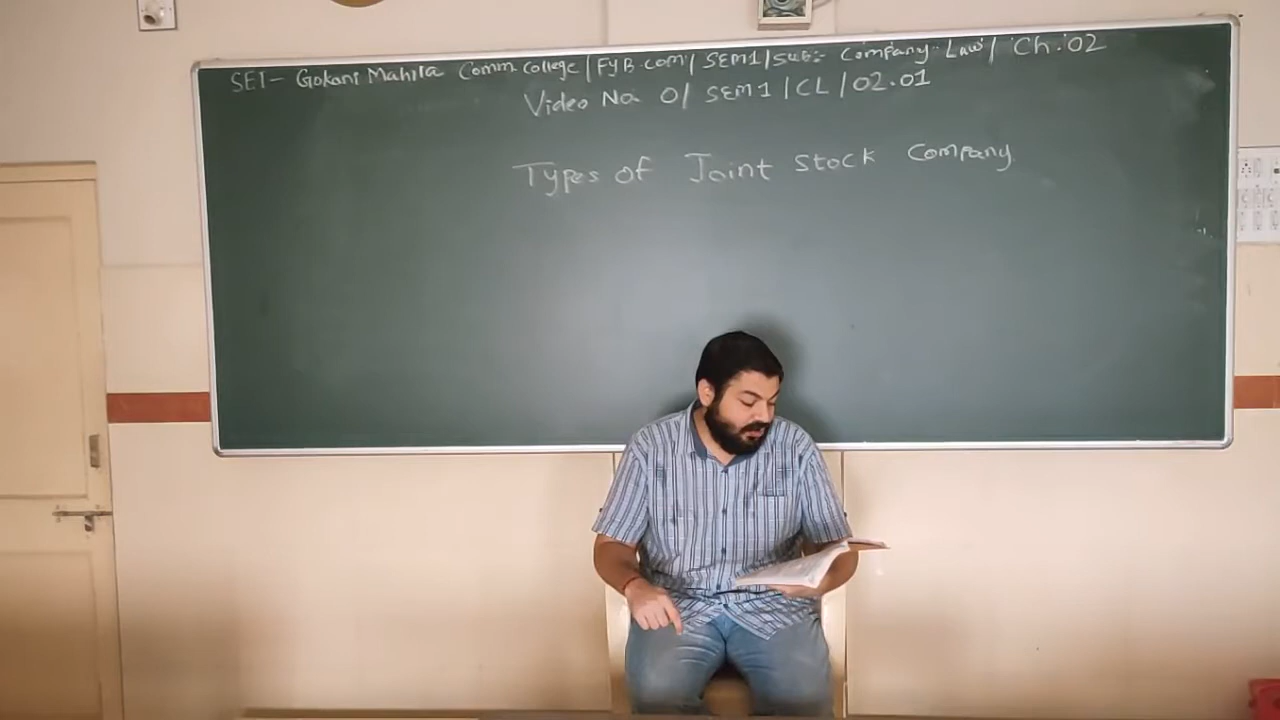 SET- Gokani Mahila Comm. College / FYB.com / SEM1 / Sub:- Company Law / Ch.02
Video No. 01 SEM1 / CL / 02.01
Types of Joint Stock Company